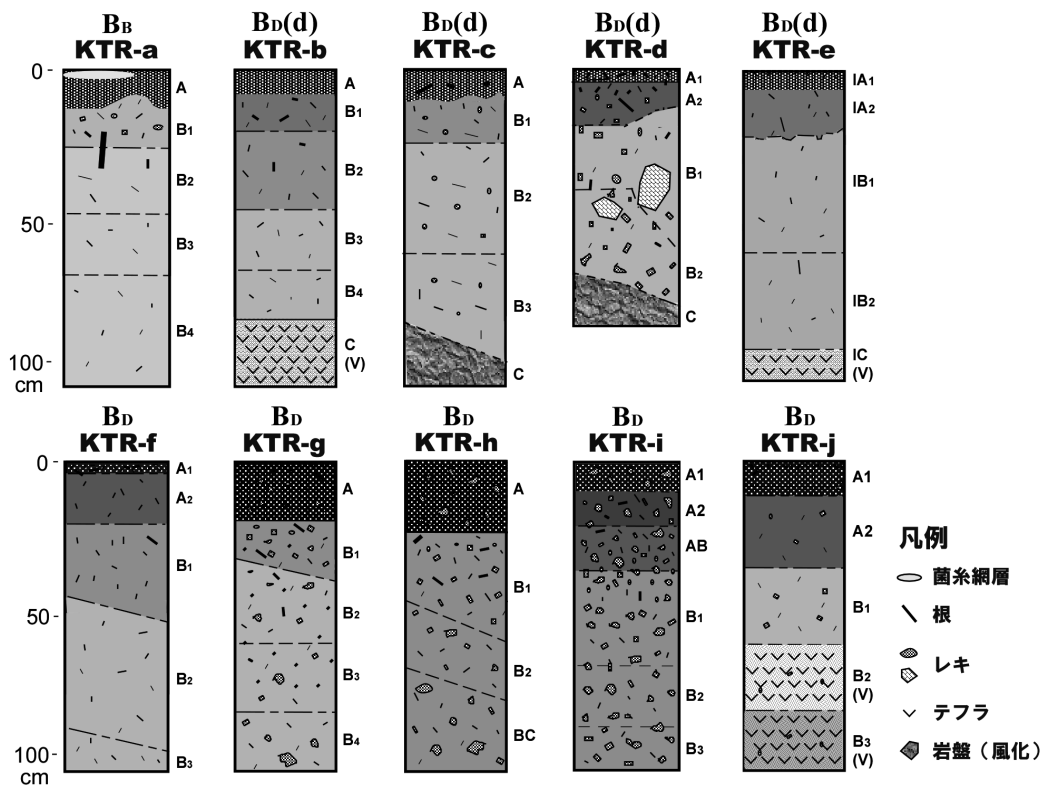 BB
KTR-a
BD(d)
KTR-b
BD(d)
KTR-c
BD(d)
KTR-d
BD(d)
KTR-e
0
50
100
cm
A
B1
B2
B3
B4
A
B1
B2
B3
B4
C
(V)
A
B1
B2
B3
C
A1
A2
B1
B2
C
IA1
IA2
IB1
IB2
IC
(V)
BD
KTR-f
BD
KTR-g
BD
KTR-h
BD
KTR-i
BD
KTR-j
0
50
100
cm
A1
A2
B1
B2
B3
A
B1
B2
B3
B4
A
B1
B2
BC
A1
A2
AB
B1
B2
B3
A1
A2
B1
B2
(V)
B3
(V)
凡例
菌糸網層
根
レキ
テフラ
岩盤（風化）